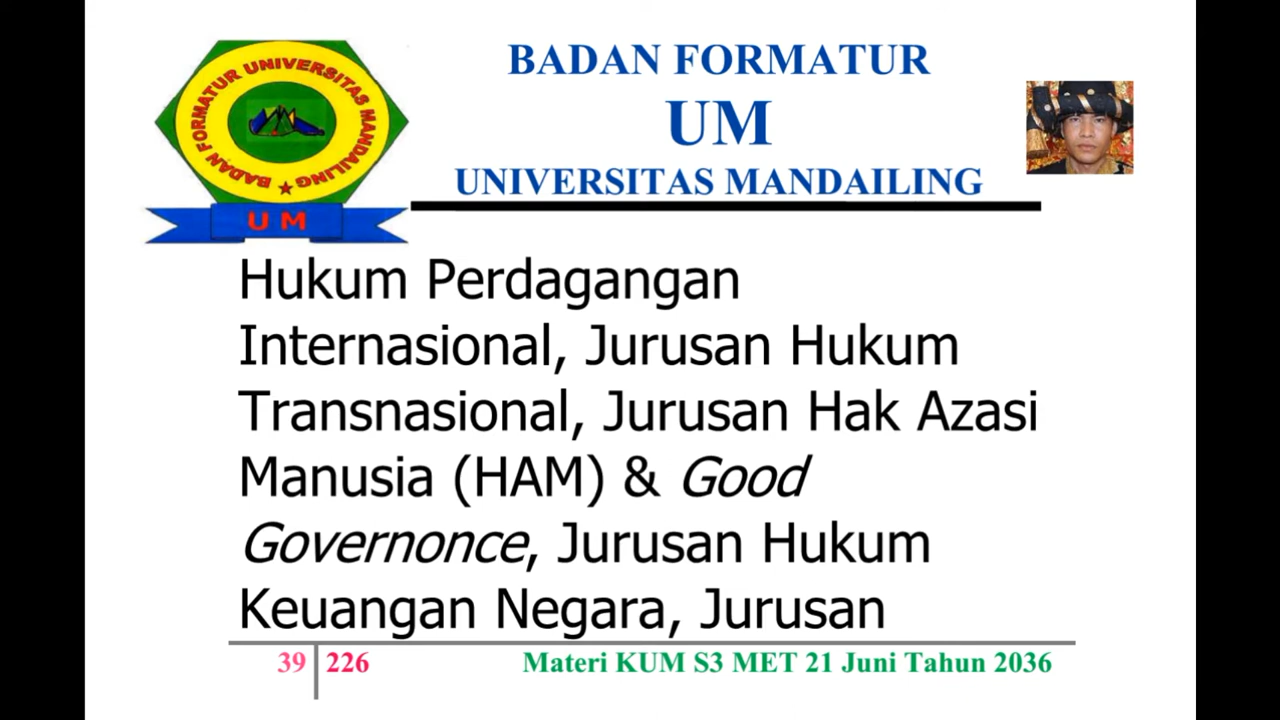 BADAN FORMATUR UNIVERSITAS MANDAILING
U M
BADAN FORMATUR
UM
UNIVERSITAS MANDAILING
Hukum Perdagangan
Internasional, Jurusan Hukum
Transnasional, Jurusan Hak Azasi
Manusia (HAM) & Good
Governonce, Jurusan Hukum
Keuangan Negara, Jurusan
39 226 Materi KUM S3 MET 21 Juni Tahun 2036